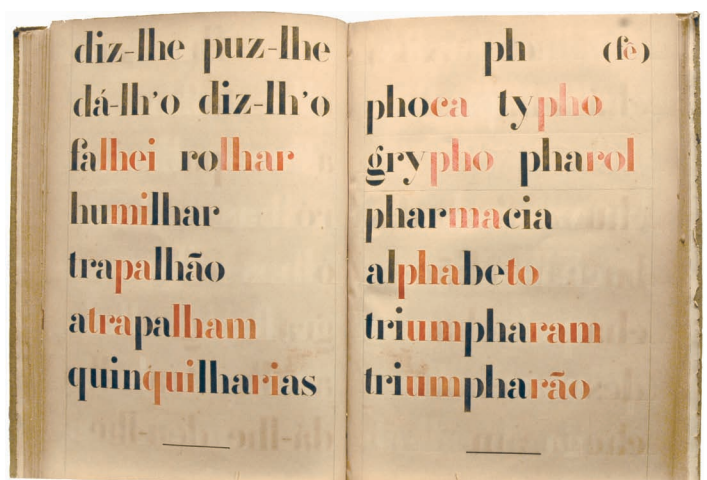 diz-lhe puz-lhe
dá-lh'o diz-lh'o
falhei rolhar
humilhar
trapalhão
atrapalham
quinquilharias
ph (fe)
phoca typho
grypho pharol
pharmacia
alphabeto
triumpharam
triumpharão